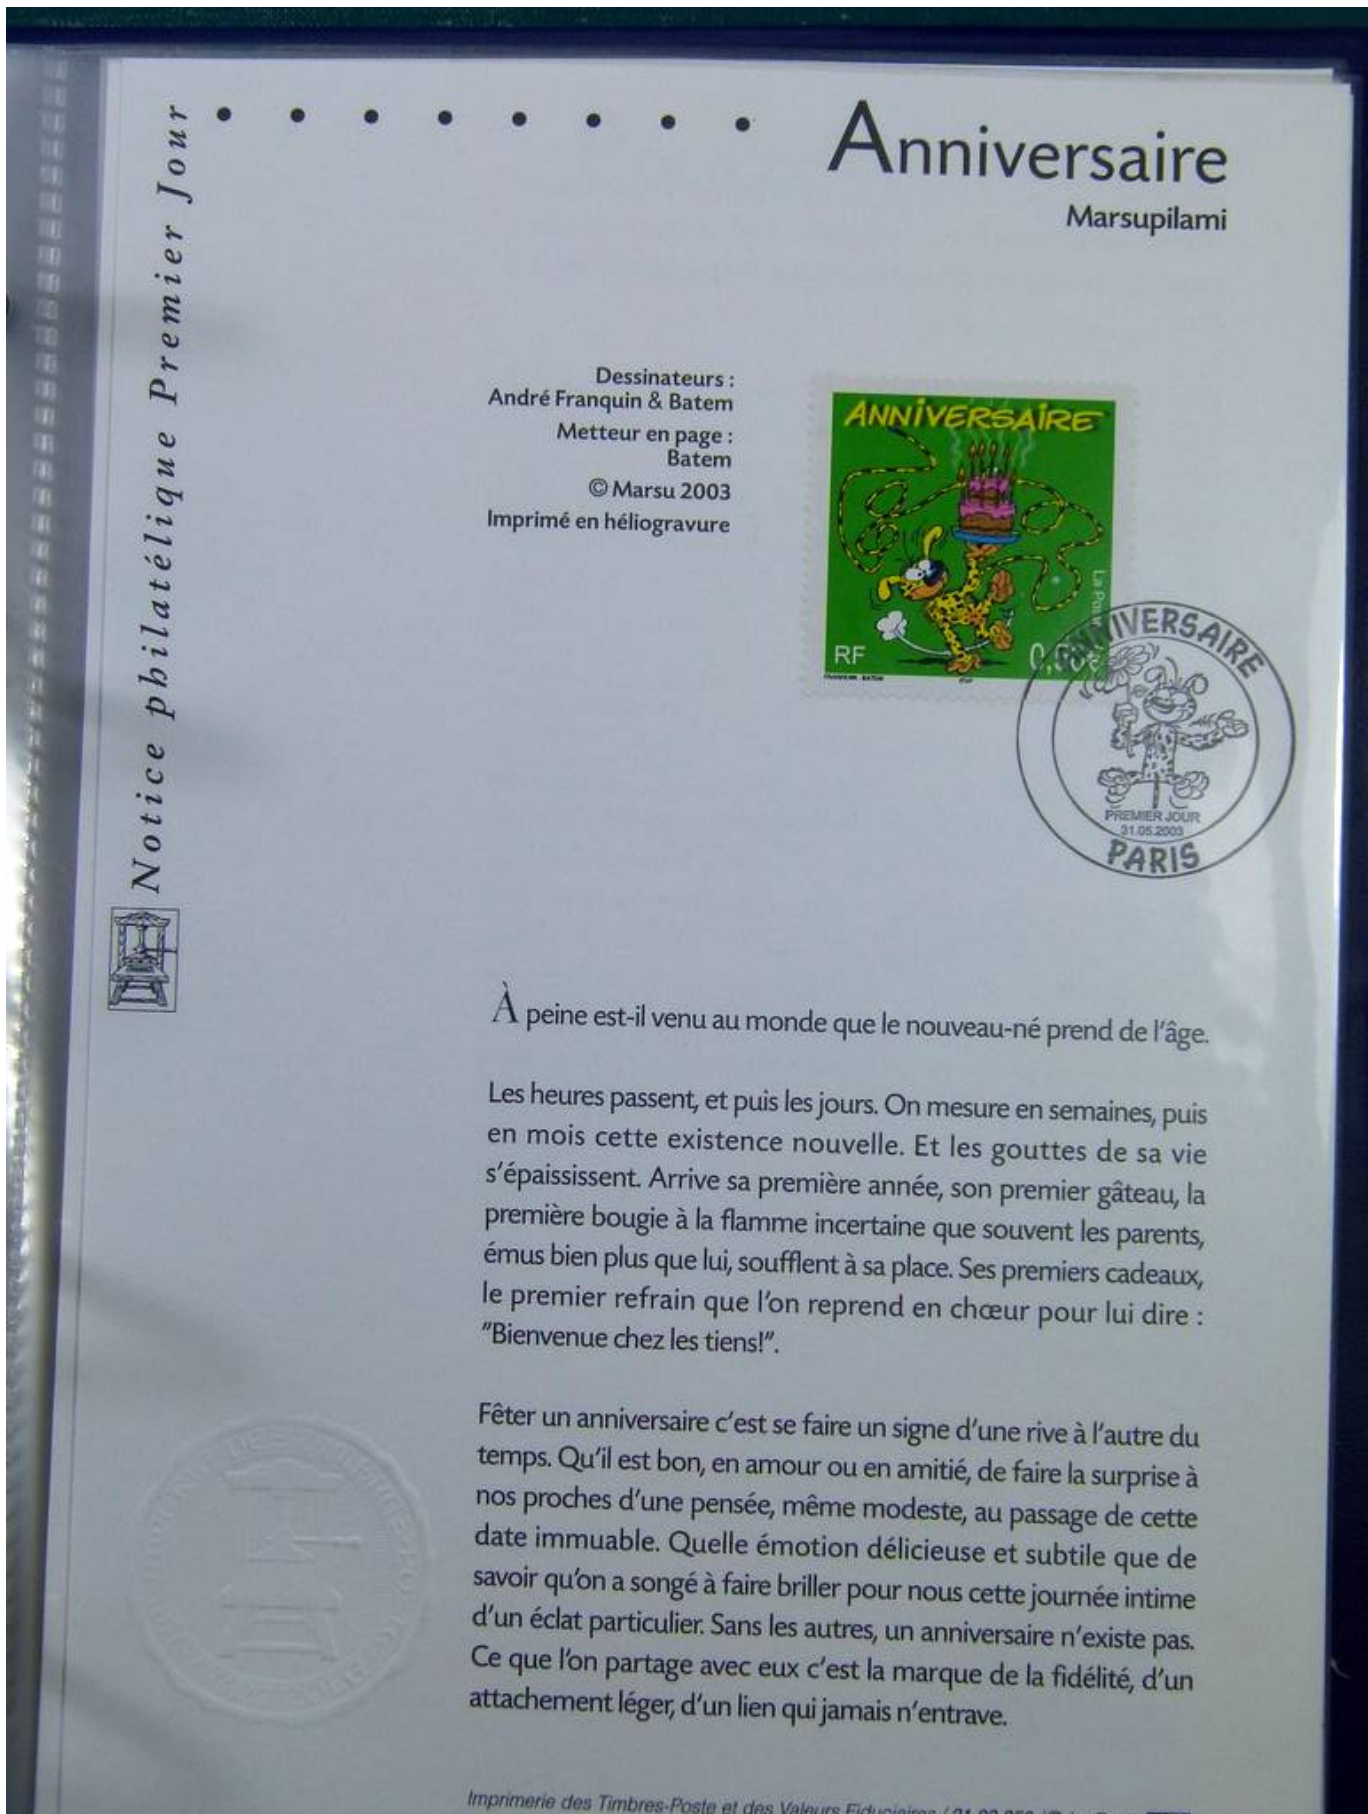 Notice philatélique Premier Jour
Anniversaire
Marsupilami
Dessinateurs :
André Franquin & Batem
Metteur en page :
Batem
© Marsu 2003
Imprimé en héliogravure
ANNiVERSAiRE
La
RF
ANNIVERSAIRE
PREMIER JOUR
31.05.2003
PARIS
À peine est-il venu au monde que le nouveau-né prend de l'âge.
Les heures passent, et puis les jours. On mesure en semaines, puis
en mois cette existence nouvelle. Et les gouttes de sa vie
s'épaississent. Arrive sa première année, son premier gâteau, la
première bougie à la flamme incertaine que souvent les parents,
émus bien plus que lui, soufflent à sa place. Ses premiers cadeaux,
le premier refrain que l'on reprend en chœur pour lui dire :
"Bienvenue chez les tiens!".
Fêter un anniversaire c'est se faire un signe d'une rive à l'autre du
temps. Qu'il est bon, en amour ou en amitié, de faire la surprise à
nos proches d'une pensée, même modeste, au passage de cette
date immuable. Quelle émotion délicieuse et subtile que de
savoir qu'on a songé à faire briller pour nous cette journée intime
d'un éclat particulier. Sans les autres, un anniversaire n'existe pas.
Ce que l'on partage avec eux c'est la marque de la fidélité, d'un
attachement léger, d'un lien qui jamais n'entrave.
Imprimerie des Timbres-Poste et des Valeurs Fiduciaires